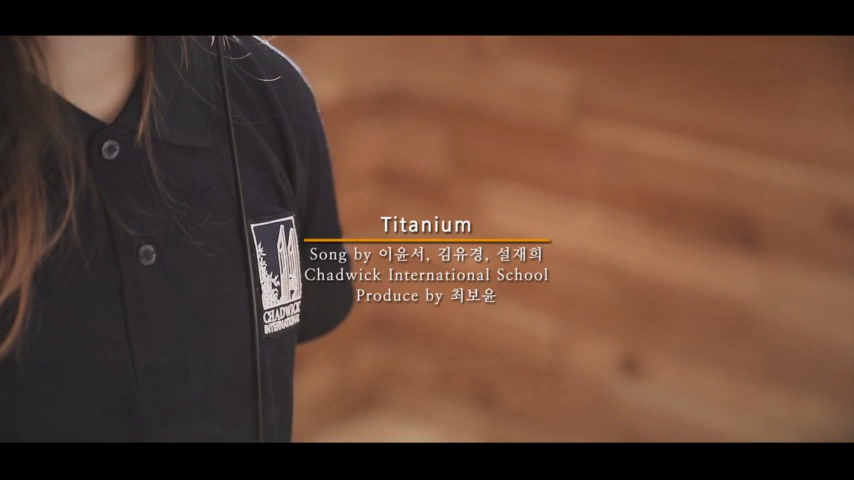 Titanium
Song by 이윤서, 김유경, 설재희
Chadwick International School
Produce by 최보윤
CHADWICK
INTERNATIONAL